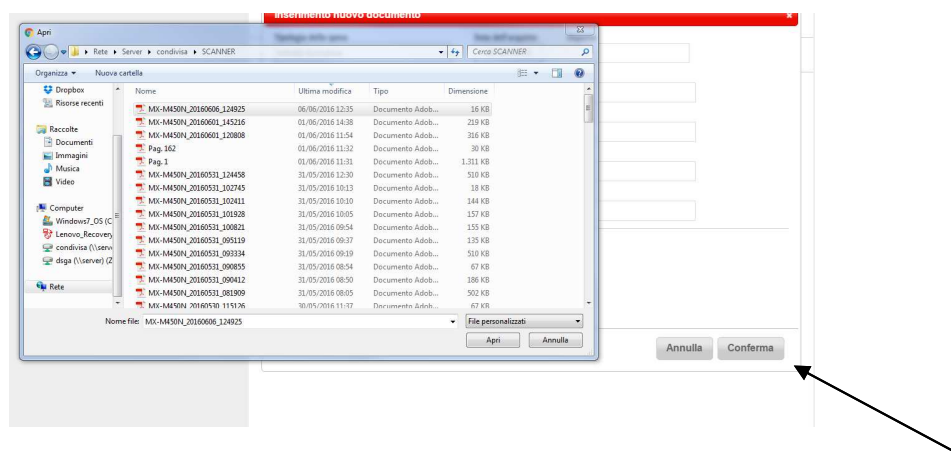 Inserimento nuovo documento
Apri
Rete ▸ Server ▸ condivisa ▸ SCANNER
Cerca SCANNER
Organizza Nuova cartella
Dropbox
Risorse recenti
Raccolte
Documenti
Immagini
Musica
Video
Computer
Windows7_OS (C
Lenovo_Recovery
condivisa (\\serv
dsga (\\server) (Z
Rete
Nome Ultima modifica Tipo Dimensione
MX-M450N_20160606_124925 06/06/2016 12:35 Documento Adob... 16 KB
MX-M450N_20160601_145216 01/06/2016 14:38 Documento Adob... 219 KB
MX-M450N_20160601_120808 01/06/2016 11:54 Documento Adob... 316 KB
Pag. 162 01/06/2016 11:32 Documento Adob... 30 KB
Pag. 1 01/06/2016 11:31 Documento Adob... 1.311 KB
MX-M450N_20160531_124458 31/05/2016 12:30 Documento Adob... 510 KB
MX-M450N_20160531_102745 31/05/2016 10:13 Documento Adob... 18 KB
MX-M450N_20160531_102411 31/05/2016 10:10 Documento Adob... 144 KB
MX-M450N_20160531_101928 31/05/2016 10:05 Documento Adob... 157 KB
MX-M450N_20160531_100821 31/05/2016 09:54 Documento Adob... 155 KB
MX-M450N_20160531_095119 31/05/2016 09:37 Documento Adob... 135 KB
MX-M450N_20160531_093334 31/05/2016 09:19 Documento Adob... 510 KB
MX-M450N_20160531_090855 31/05/2016 08:54 Documento Adob... 67 KB
MX-M450N_20160531_090412 31/05/2016 08:50 Documento Adob... 186 KB
MX-M450N_20160531_081909 31/05/2016 08:05 Documento Adob... 502 KB
MX-M450N_20160530_115126 30/05/2016 11:37 Documento Adob... 67 KB
Nome file: MX-M450N_20160606_124925 File personalizzati
Apri Annulla
Annulla Conferma